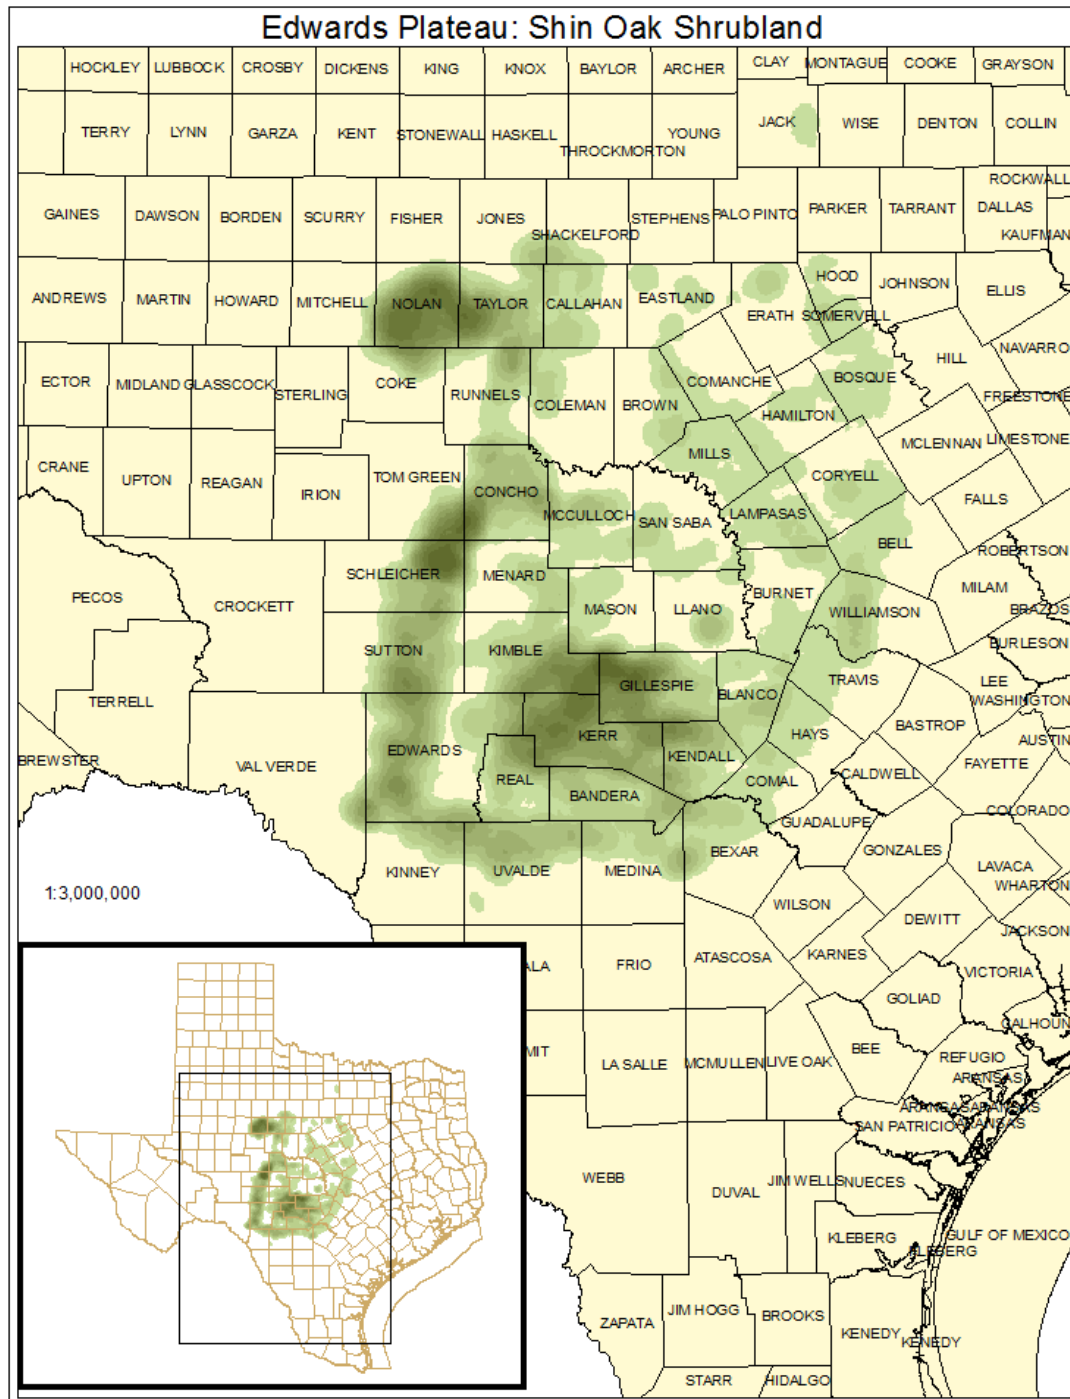 Edwards Plateau: Shin Oak Shrubland
HOCKLEY LUBBOCK CROSBY DICKENS KING KNOX BAYLOR ARCHER CLAY MONTAGUE COOKE GRAYSON
TERRY LYNN GARZA KENT STONEWALL HASKELL THROCKMORTON YOUNG JACK WISE DENTON COLLIN
ROCKWALL
GAINES DAWSON BORDEN SCURRY FISHER JONES SHACKELFORD STEPHENS PALO PINTO PARKER TARRANT DALLAS
KAUFMAN
ANDREWS MARTIN HOWARD MITCHELL NOLAN TAYLOR CALLAHAN EASTLAND ERATH HOOD SOMERVELL JOHNSON ELLIS
ECTOR MIDLAND GLASSCOCK STERLING COKE RUNNELS COLEMAN BROWN COMANCHE HAMILTON BOSQUE HILL NAVARRO
FREESTONE
CRANE UPTON REAGAN IRION TOM GREEN CONCHO MCCULLOCH SAN SABA MILLS LAMPASAS CORYELL MCLENNAN LIMESTONE
FALLS
BELL ROBERTSON
PECOS CROCKETT SCHLEICHER MENARD MASON LLANO BURNET WILLIAMSON MILAM BRAZOS
BURLESON
TERRELL SUTTON KIMBLE GILLESPIE BLANCO TRAVIS LEE
WASHINGTON
BASTROP
BREWSTER VAL VERDE EDWARDS REAL KERR KENDALL HAYS AUSTIN
CALDWELL FAYETTE
BANDERA COMAL COLORADO
GUADALUPE
KINNEY UVALDE MEDINA BEXAR GONZALES LAVACA
WHARTON
1:3,000,000
WILSON DEWITT JACKSON
ALA FRIO ATASCOSA KARNES VICTORIA
GOLIAD CALHOUN
MIT LA SALLE MCMULLEN LIVE OAK BEE REFUGIO
ARANSAS
ARANSAS ARANSAS
SAN PATRICIO ARANSAS
WEBB DUVAL JIM WELLS NUECES
KLEBERG GULF OF MEXICO
KLEBERG
ZAPATA JIM HOGG BROOKS KENEDY KENEDY
STARR HIDALGO